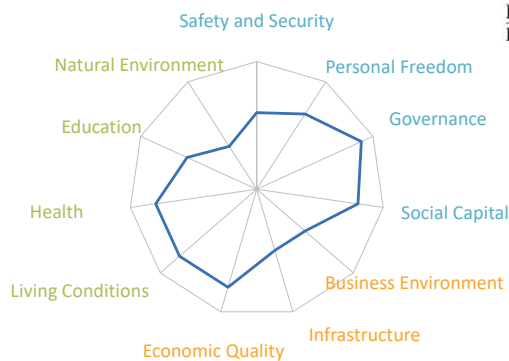 Safety and Security
Natural Environment
Personal Freedom
Education
Governance
Health
Social Capital
Living Conditions
Business Environment
Infrastructure
Economic Quality